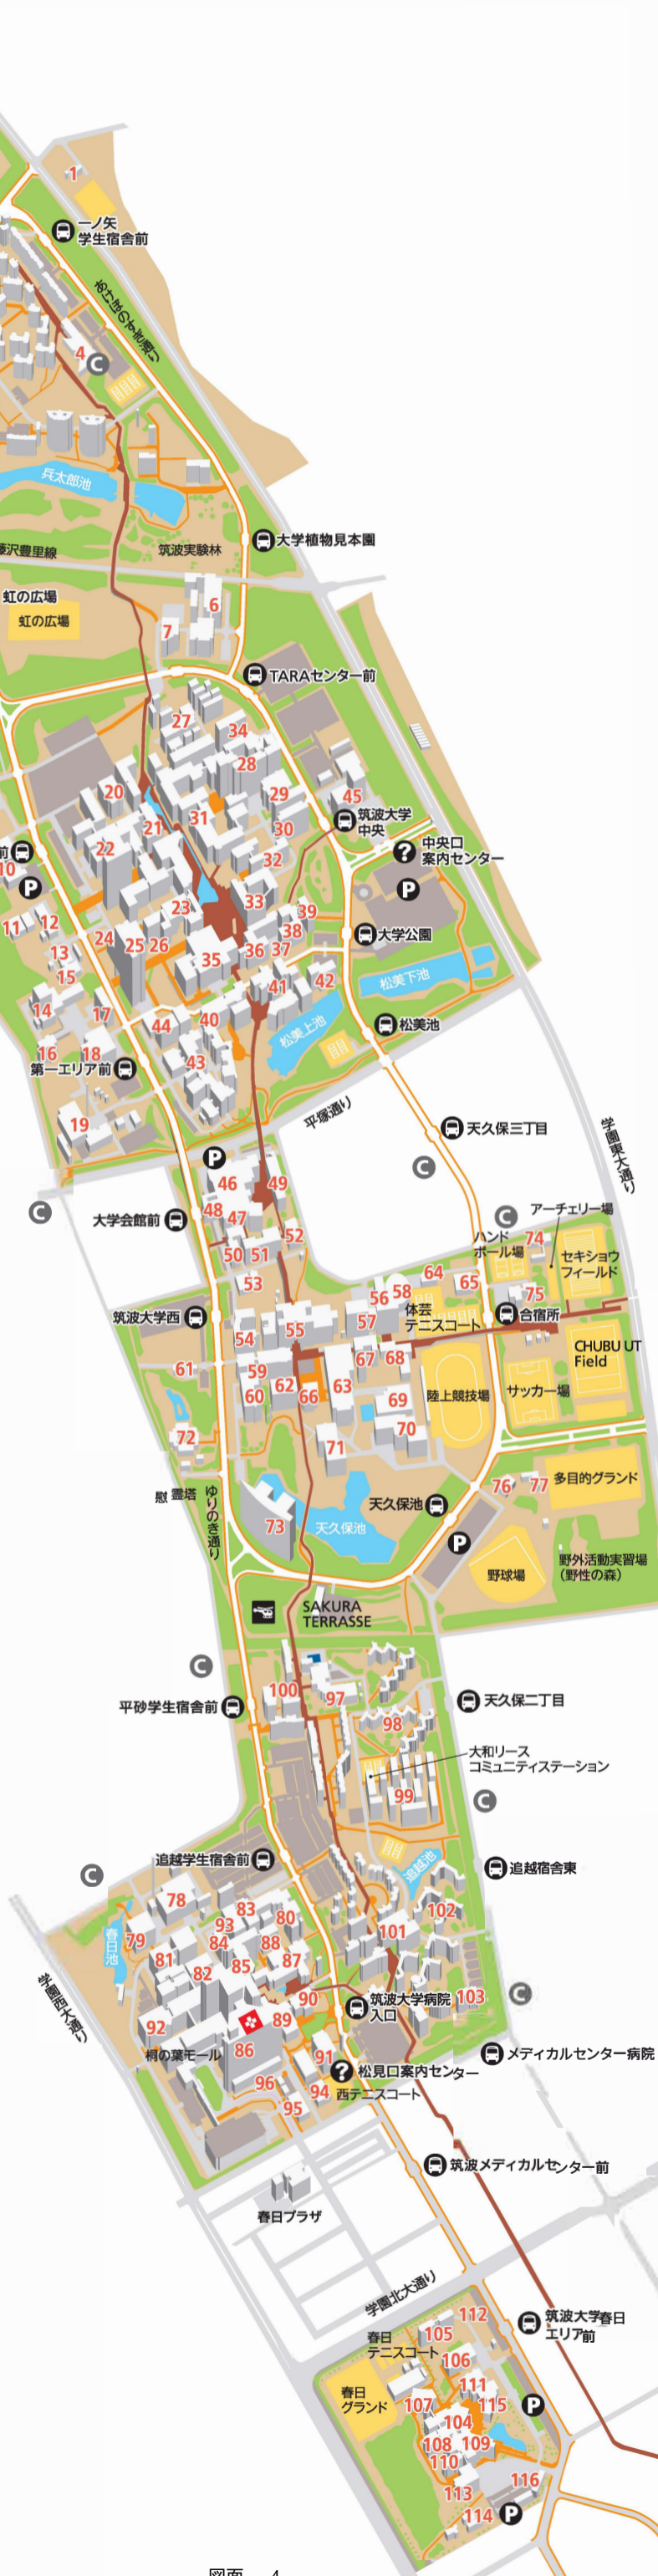 1
一ノ矢
学生宿舎前
あけぼのすぎ通り
4
C
兵太郎池
大学植物見本園
藤沢豊里線
筑波実験林
虹の広場
虹の広場
6
7
TARAセンター前
27
34
28
20
29
45
31
21
30
筑波大学
中央
22
32
前
10
P
中央口
案内センター
?
P
33
23
39
11
12
38
大学公園
24
25
26
36
37
13
35
15
41
42
松美下池
14
17
44
40
松美上池
松美池
16
18
43
第一エリア前
19
平塚通り
天久保三丁目
学園東大通り
P
C
46
49
C
48
47
大学会館前
52
C
アーチェリー場
ハンド
ボール場
74
50
51
セキショウ
フィールド
53
64
65
56
58
75
筑波大学西
体芸
テニスコート
合宿所
57
54
55
CHUBU UT
Field
67
68
61
59
62
63
サッカー場
60
66
69
陸上競技場
72
70
71
慰霊塔
ゆりのき通り
76
77
多目的グランド
天久保池
73
天久保池
P
野球場
野外活動実習場
(野性の森)
SAKURA
TERRASSE
C
100
97
平砂学生宿舎前
天久保二丁目
98
大和リース
コミュニティステーション
99
C
追越学生宿舎前
追越池
追越宿舎東
C
78
83
80
102
93
春日池
79
84
88
101
81
85
87
82
学園西大通り
90
筑波大学病院
入口
103
C
92
89
桐の葉モール
86
91
メディカルセンター病院
?
松見口案内センター
96
94
西テニスコート
95
筑波メディカルセンター前
春日プラザ
学園北大通り
112
筑波大学春日
エリア前
105
春日
テニスコート
106
111
春日
グランド
107
115
P
104
108
109
110
116
113
114
P
図面 4